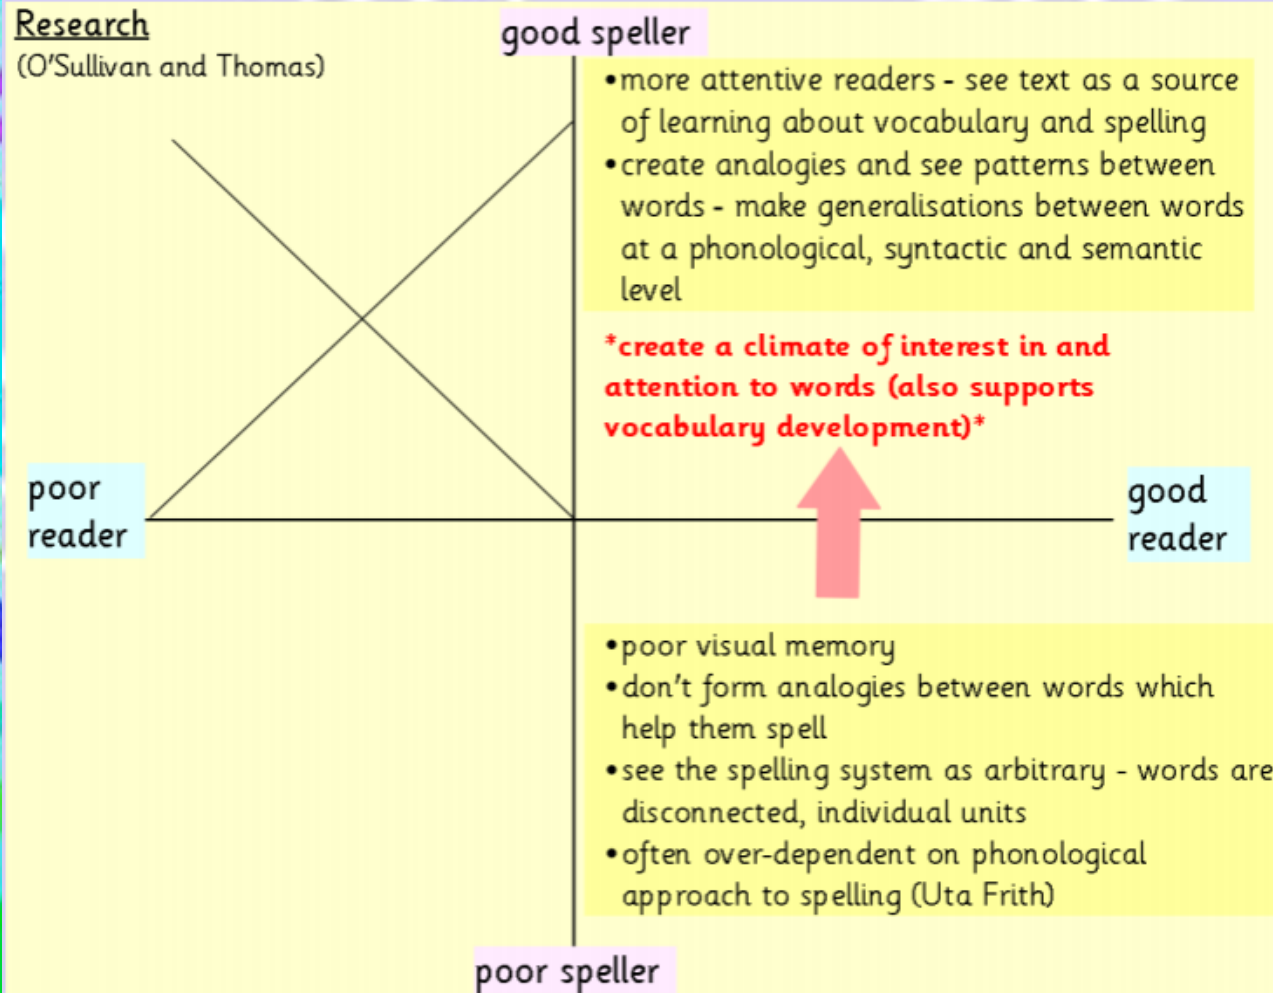 Research
(O'Sullivan and Thomas)
good speller
•more attentive readers - see text as a source
of learning about vocabulary and spelling
•create analogies and see patterns between
words - make generalisations between words
at a phonological, syntactic and semantic
level
*create a climate of interest in and
attention to words (also supports
vocabulary development)*
poor
reader
good
reader
•poor visual memory
•don't form analogies between words which
help them spell
•see the spelling system as arbitrary - words are
disconnected, individual units
•often over-dependent on phonological
approach to spelling (Uta Frith)
poor speller